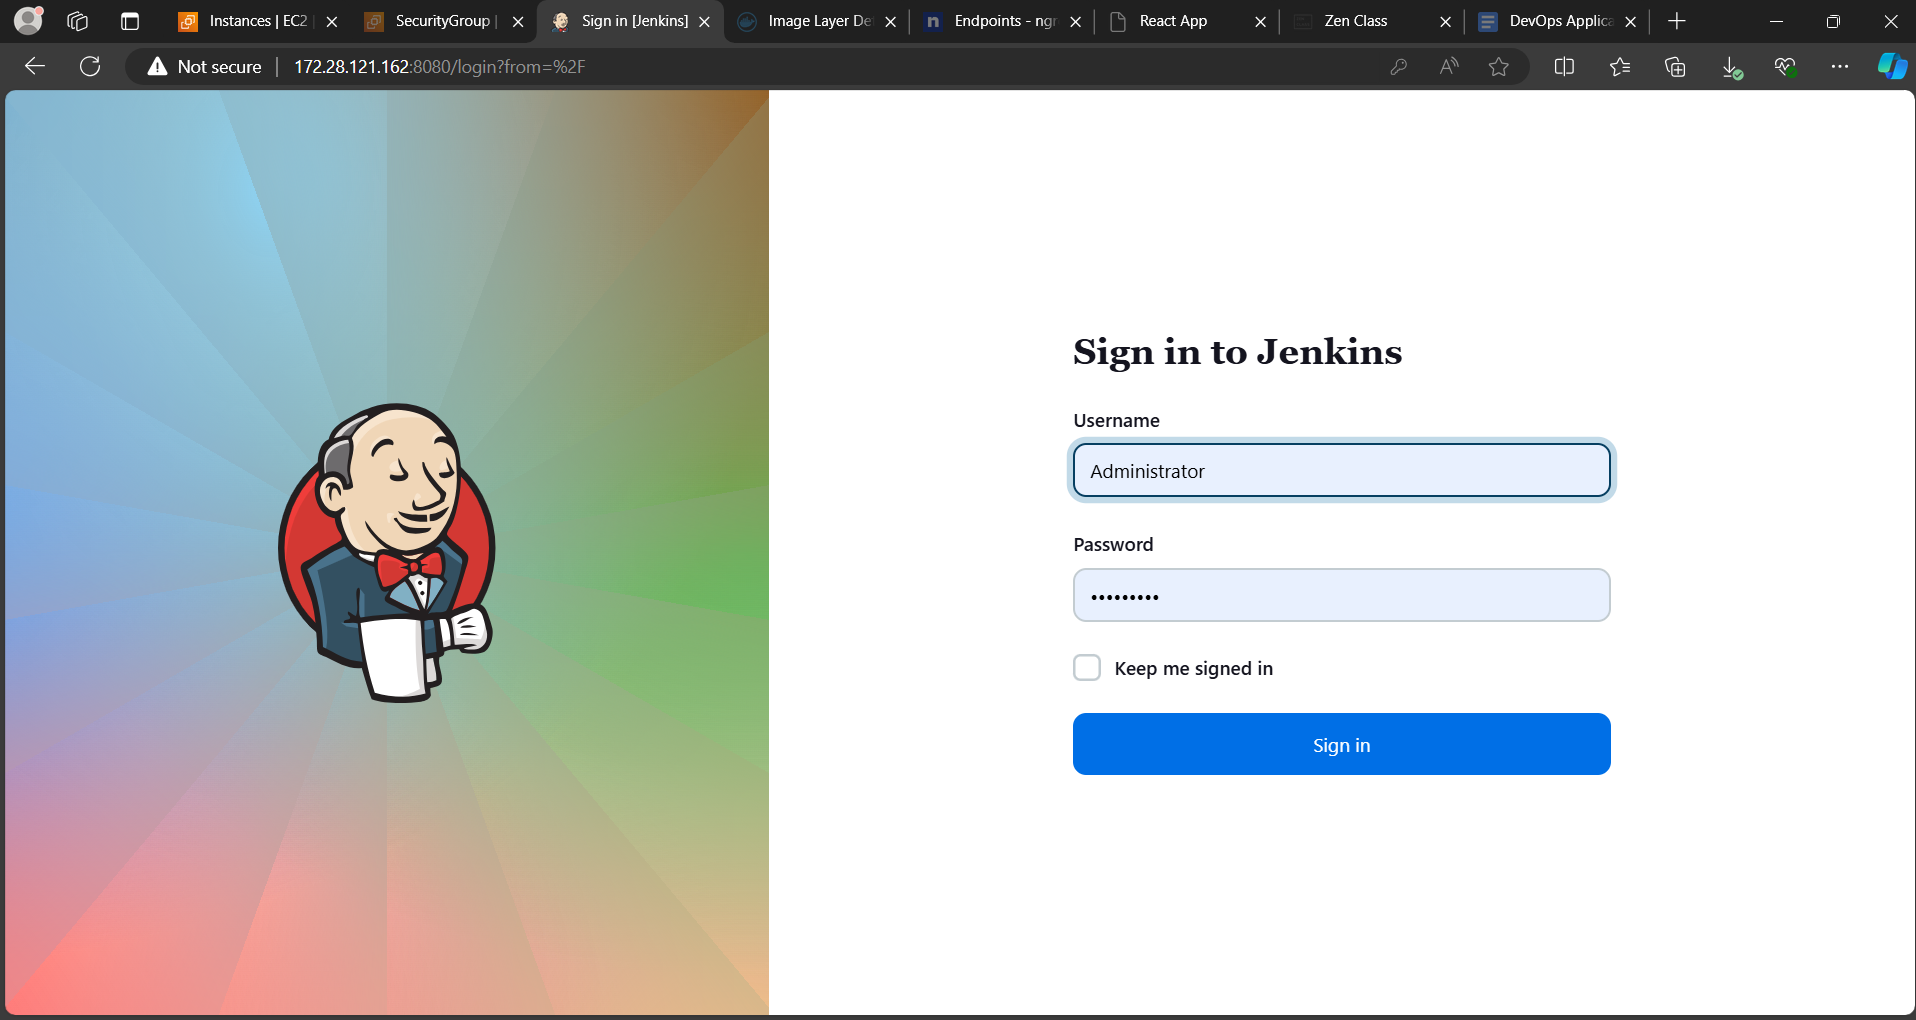 Instances | EC2
SecurityGroup |
Sign in [Jenkins]
Image Layer De
Endpoints - ngr
React App
Zen Class
DevOps Applica
Not secure
172.28.121.162:8080/login?from=%2F
Sign in to Jenkins
Username
Administrator
Password
•••••••••
Keep me signed in
Sign in